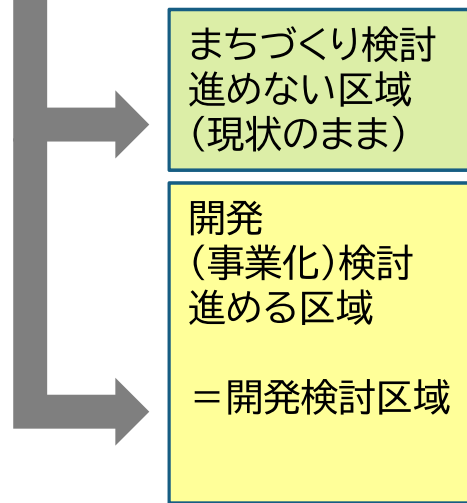 まちづくり検討
進めない区域
（現状のまま）
開発
（事業化）検討
進める区域
＝開発検討区域